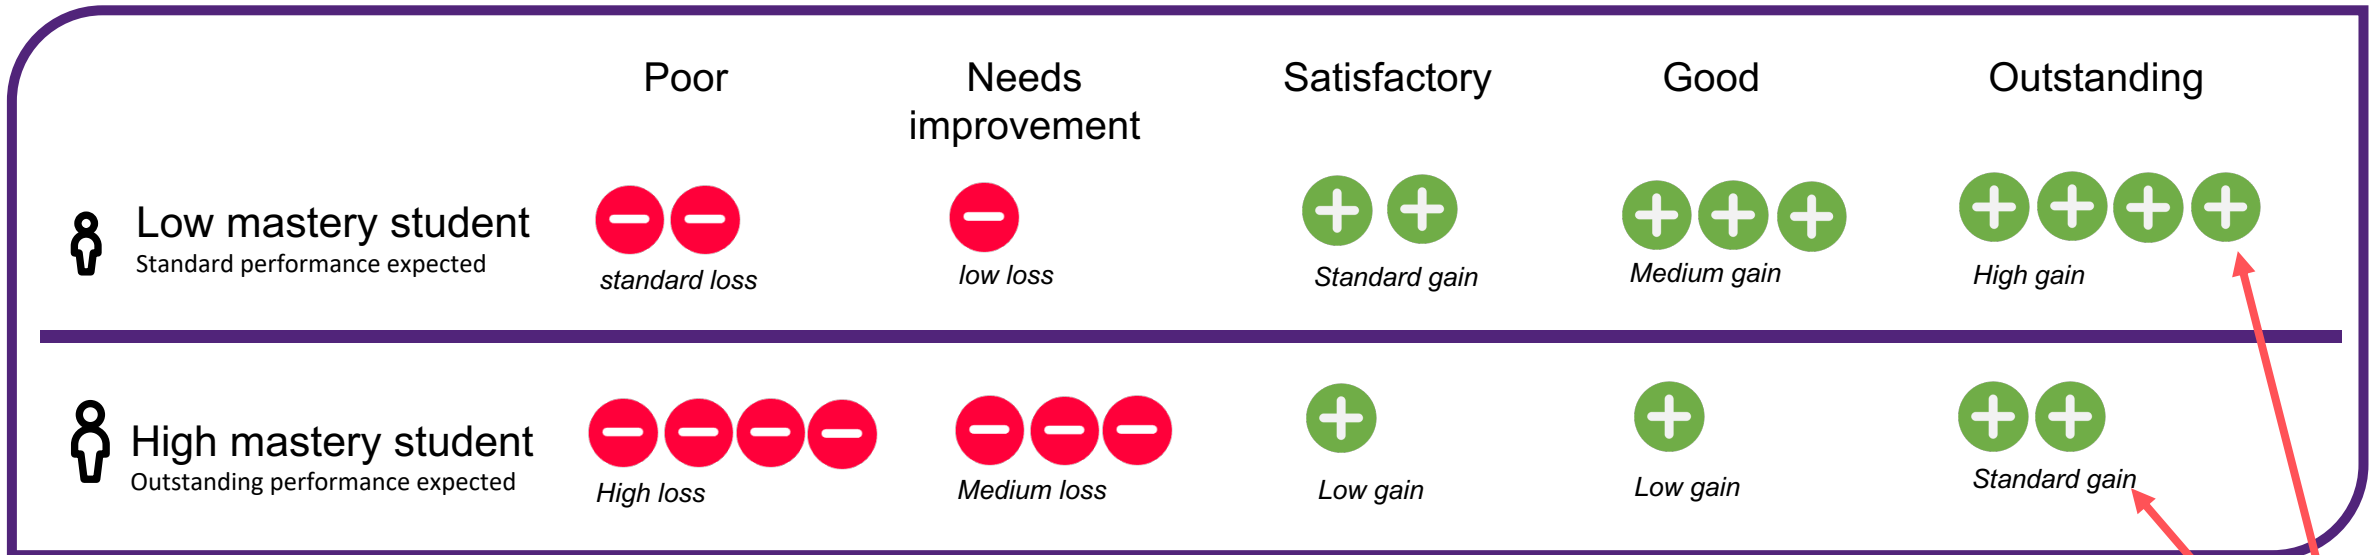 Poor
Needs
improvement
Satisfactory
Good
Outstanding
Low mastery student
Standard performance expected
standard loss
low loss
Standard gain
Medium gain
High gain
High mastery student
Outstanding performance expected
High loss
Medium loss
Low gain
Low gain
Standard gain